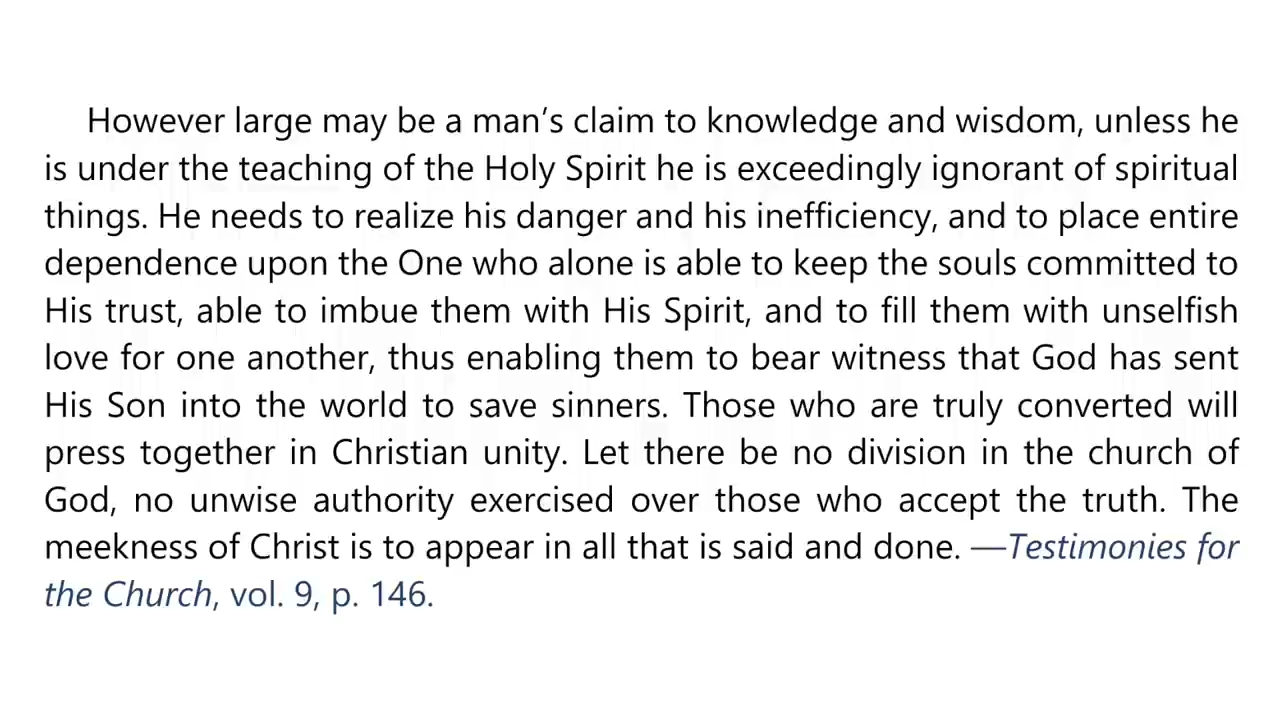 However large may be a man’s claim to knowledge and wisdom, unless he
is under the teaching of the Holy Spirit he is exceedingly ignorant of spiritual
things. He needs to realize his danger and his inefficiency, and to place entire
dependence upon the One who alone is able to keep the souls committed to
His trust, able to imbue them with His Spirit, and to fill them with unselfish
love for one another, thus enabling them to bear witness that God has sent
His Son into the world to save sinners. Those who are truly converted will
press together in Christian unity. Let there be no division in the church of
God, no unwise authority exercised over those who accept the truth. The
meekness of Christ is to appear in all that is said and done. —Testimonies for
the Church, vol. 9, p. 146.